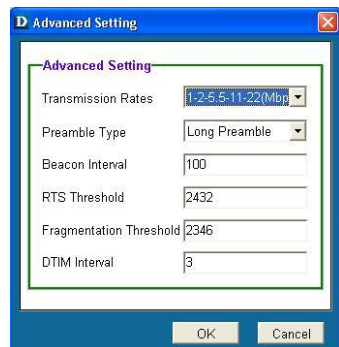 D Advanced Setting
Advanced Setting
Transmission Rates 1-2-5.5-11-22(Mbp
Preamble Type Long Preamble
Beacon Interval 100
RTS Threshold 2432
Fragmentation Threshold 2346
DTIM Interval 3
OK Cancel